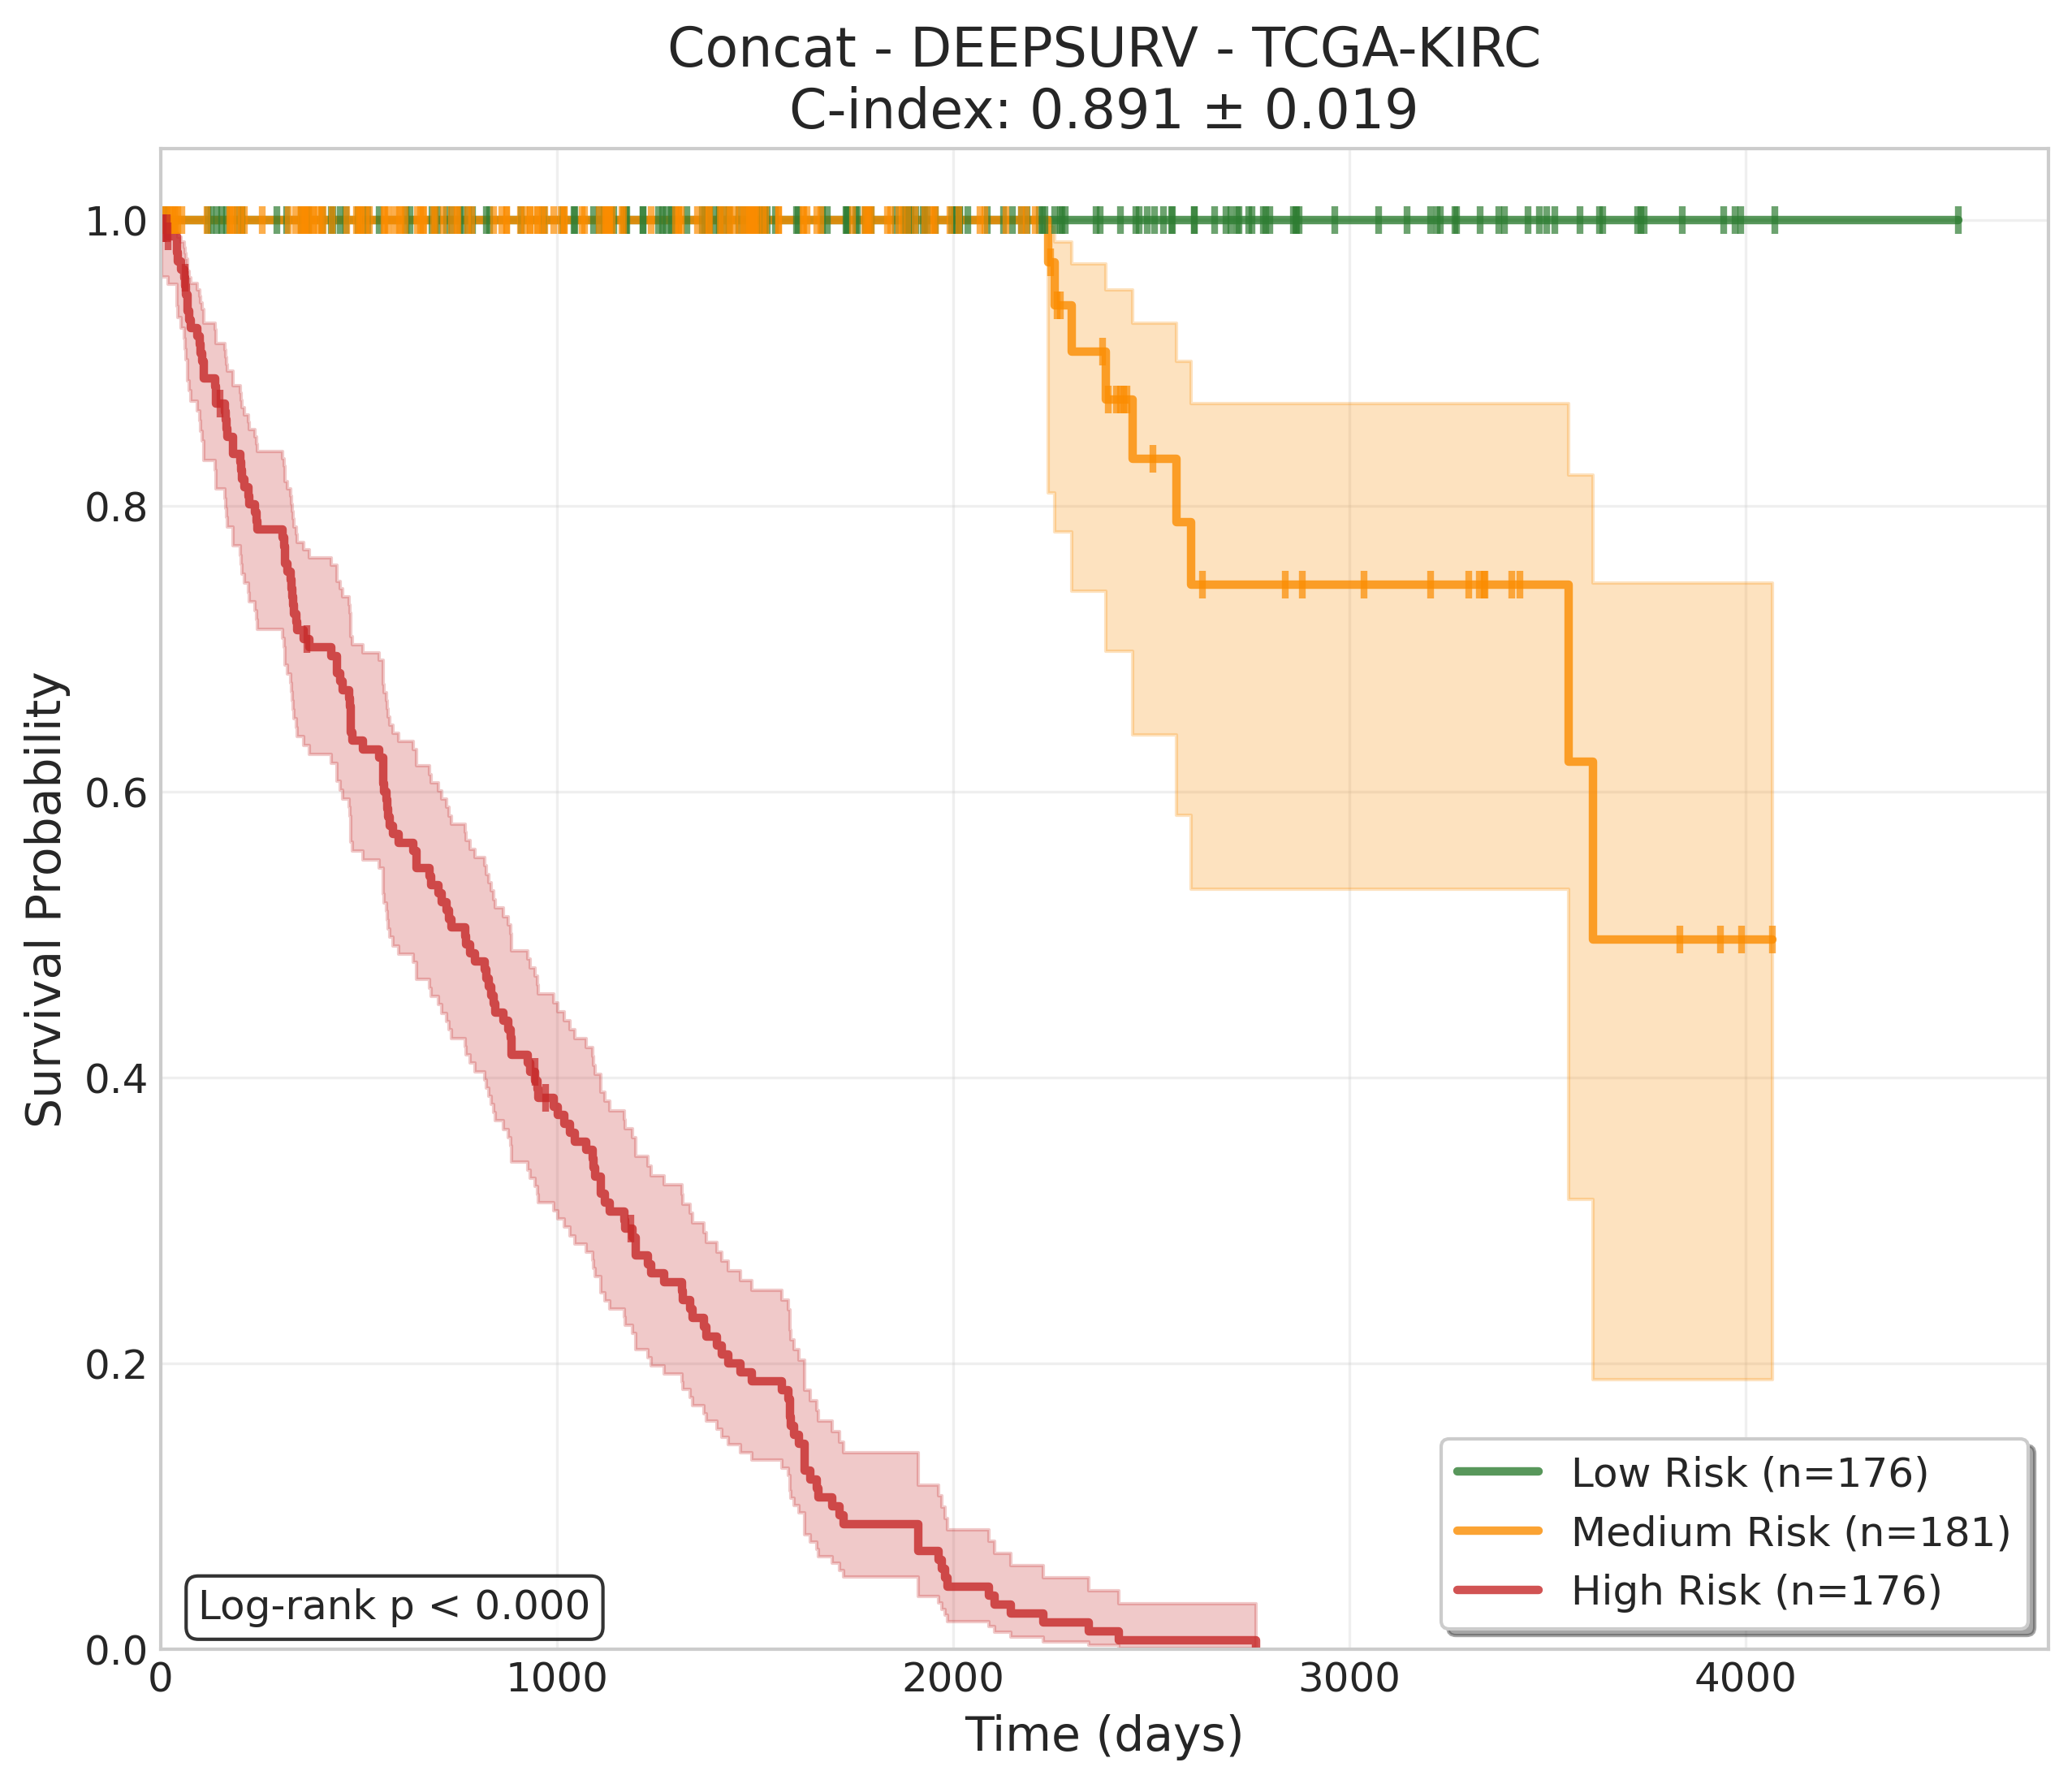 Concat - DEEPSURV - TCGA-KIRC
C-index: 0.891 ± 0.019
Survival Probability
1.0
0.8
0.6
0.4
0.2
0.0
Log-rank p < 0.000
Low Risk (n=176)
Medium Risk (n=181)
High Risk (n=176)
0 1000 2000 3000 4000
Time (days)